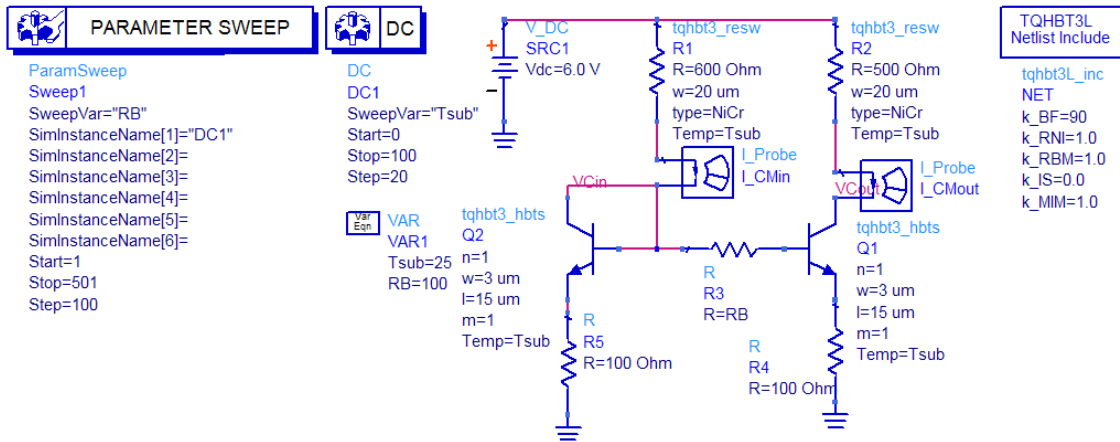 PARAMETER SWEEP
ParamSweep
Sweep1
SweepVar="RB"
SimInstanceName[1]="DC1"
SimInstanceName[2]=
SimInstanceName[3]=
SimInstanceName[4]=
SimInstanceName[5]=
SimInstanceName[6]=
Start=1
Stop=501
Step=100
DC
DC
DC1
SweepVar="Tsub"
Start=0
Stop=100
Step=20
Var
Eqn
VAR
VAR1
Tsub=25
RB=100
+
V_DC
SRC1
Vdc=6.0 V
−
tqhbt3_resw
R1
R=600 Ohm
w=20 um
type=NiCr
Temp=Tsub
tqhbt3_resw
R2
R=500 Ohm
w=20 um
type=NiCr
Temp=Tsub
I_Probe
I_CMin
I_Probe
I_CMout
VCin
VCout
tqhbt3_hbts
Q2
n=1
w=3 um
l=15 um
m=1
Temp=Tsub
R
R3
R=RB
tqhbt3_hbts
Q1
n=1
w=3 um
l=15 um
m=1
Temp=Tsub
R
R5
R=100 Ohm
R
R4
R=100 Ohm
TQHBT3L
Netlist Include
tqhbt3L_inc
NET
k_BF=90
k_RNI=1.0
k_RBM=1.0
k_IS=0.0
k_MIM=1.0